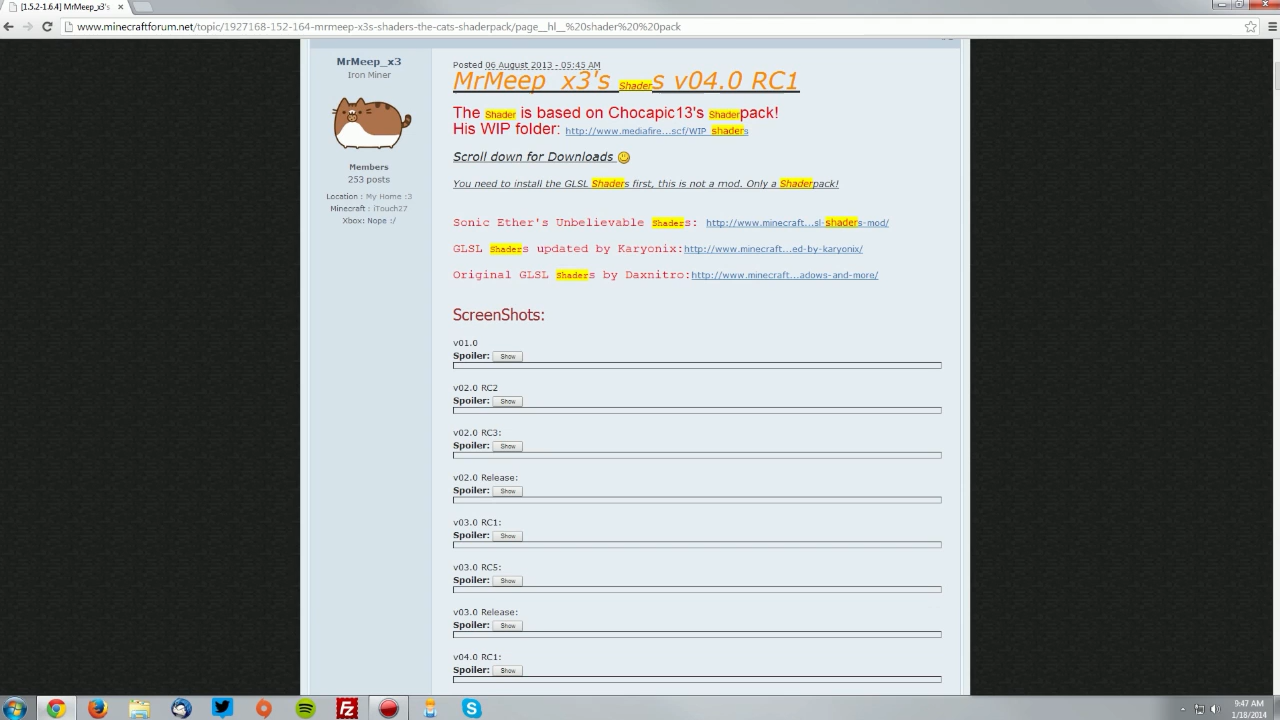 [1.5.2-1.6.4] MrMeep_x3's
www.minecraftforum.net/topic/1927168-152-164-mrmeep-x3s-shaders-the-cats-shaderpack/page__hl__%20shader%20%20pack
MrMeep_x3
Iron Miner
Members
253 posts
Location : My Home :3
Minecraft : iTouch27
Xbox: Nope :/
Posted 06 August 2013 - 05:45 AM
MrMeep_x3's Shaders v04.0 RC1
The Shader is based on Chocapic13's Shaderpack!
His WIP folder: http://www.mediafire...scf/WIP_shaders
Scroll down for Downloads
You need to install the GLSL Shaders first, this is not a mod. Only a Shaderpack!
Sonic Ether's Unbelievable Shaders: http://www.minecraft...sl-shaders-mod/
GLSL Shaders updated by Karyonix:http://www.minecraft...ed-by-karyonix/
Original GLSL Shaders by Daxnitro:http://www.minecraft...adows-and-more/
ScreenShots:
v01.0
Spoiler: Show
v02.0 RC2
Spoiler: Show
v02.0 RC3:
Spoiler: Show
v02.0 Release:
Spoiler: Show
v03.0 RC1:
Spoiler: Show
v03.0 RC5:
Spoiler: Show
v03.0 Release:
Spoiler: Show
v04.0 RC1:
Spoiler: Show
9:47 AM
1/18/2014